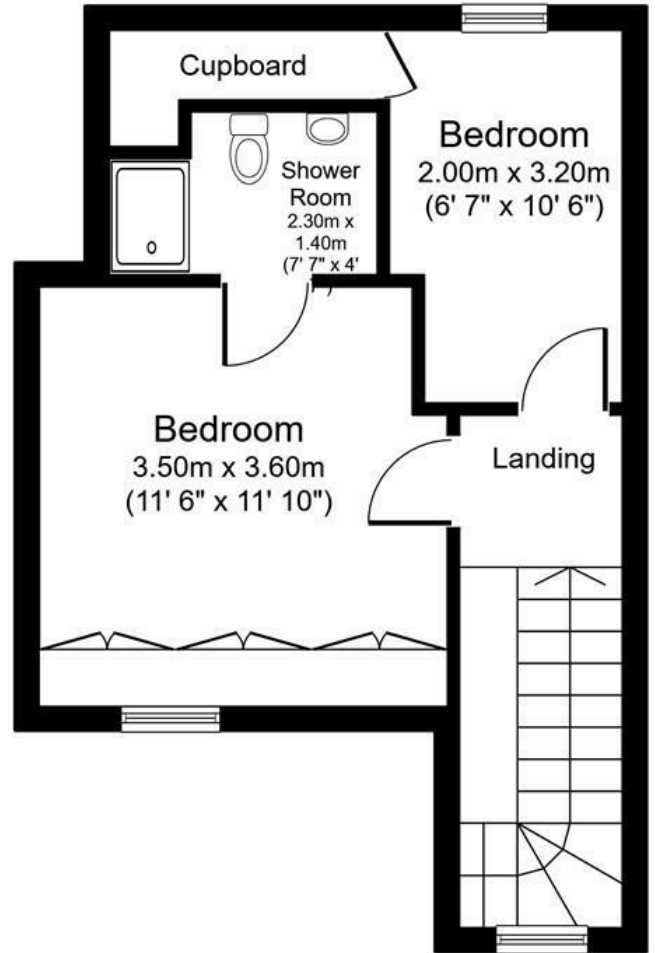 Cupboard
Bedroom
2.00m x 3.20m
(6' 7" x 10' 6")
Shower
Room
2.30m x
1.40m
(7' 7" x 4'
Bedroom
3.50m x 3.60m
(11' 6" x 11' 10")
Landing